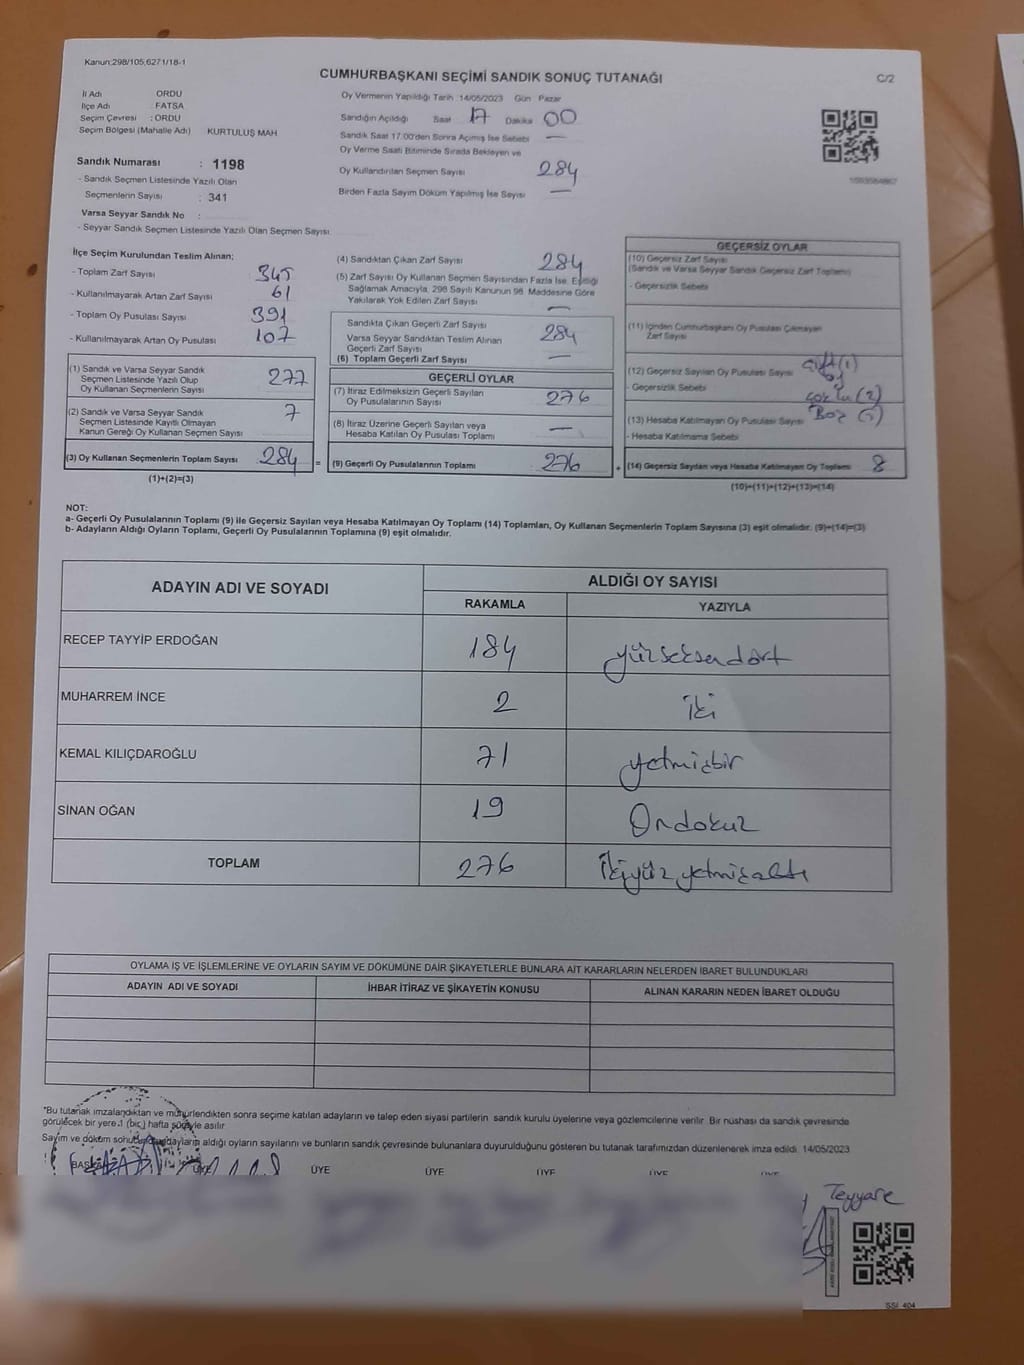 Kanun:298/105,6271/18-1
CUMHURBAŞKANI SEÇİMİ SANDIK SONUÇ TUTANAĞI
C/2
İl Adı ORDU
İlçe Adı : FATSA
Seçim Çevresi : ORDU
Seçim Bölgesi (Mahalle Adı) KURTULUŞ MAH
Sandık Numarası : 1198
- Sandık Seçmen Listesinde Yazılı Olan
Seçmenlerin Sayısı : 341
Varsa Seyyar Sandık No :
- Seyyar Sandık Seçmen Listesinde Yazılı Olan Seçmen Sayısı:
Oy Vermenin Yapıldığı Tarih :14/05/2023 Gün Pazar
Sandığın Açıldığı Saat 17 Dakika 00
Sandık Saat 17.00'den Sonra Açılmış İse Sebebi —
Oy Verme Saati Bitiminde Sırada Bekleyen ve
Oy Kullandırılan Seçmen Sayısı 284
Birden Fazla Sayım Döküm Yapılmış İse Sayısı —
İlçe Seçim Kurulundan Teslim Alınan;
- Toplam Zarf Sayısı 345
- Kullanılmayarak Artan Zarf Sayısı 61
- Toplam Oy Pusulası Sayısı 391
- Kullanılmayarak Artan Oy Pusulası 107
(1) Sandık ve Varsa Seyyar Sandık
Seçmen Listesinde Yazılı Olup
Oy Kullanan Seçmenlerin Sayısı 277
(2) Sandık ve Varsa Seyyar Sandık
Seçmen Listesinde Kayıtlı Olmayan
Kanun Gereği Oy Kullanan Seçmen Sayısı 7
(3) Oy Kullanan Seçmenlerin Toplam Sayısı 284 =
(1)+(2)=(3)
(4) Sandıktan Çıkan Zarf Sayısı 284
(5) Zarf Sayısı Oy Kullanan Seçmen Sayısından Fazla İse, Eşitliği
Sağlamak Amacıyla, 298 Sayılı Kanunun 98. Maddesine Göre
Yakılarak Yok Edilen Zarf Sayısı —
Sandıkta Çıkan Geçerli Zarf Sayısı 284
Varsa Seyyar Sandıktan Teslim Alınan
Geçerli Zarf Sayısı
(6) Toplam Geçerli Zarf Sayısı —
GEÇERLİ OYLAR
(7) İtiraz Edilmeksizin Geçerli Sayılan
Oy Pusulalarının Sayısı 276
(8) İtiraz Üzerine Geçerli Sayılan veya
Hesaba Katılan Oy Pusulası Toplamı —
(9) Geçerli Oy Pusulalarının Toplamı 276 +
GEÇERSİZ OYLAR
(10) Geçersiz Zarf Sayısı
(Sandık ve Varsa Seyyar Sandık Geçersiz Zarf Toplamı)
- Geçersizlik Sebebi
(11) İçinden Cumhurbaşkanı Oy Pusulası Çıkmayan
Zarf Sayısı
(12) Geçersiz Sayılan Oy Pusulası Sayısı
- Geçersizlik Sebebi
(13) Hesaba Katılmayan Oy Pusulası Sayısı
- Hesaba Katılmama Sebebi
(14) Geçersiz Sayılan veya Hesaba Katılmayan Oy Toplamı 8
(10)+(11)+(12)+(13)=(14)
NOT:
a- Geçerli Oy Pusulalarının Toplamı (9) ile Geçersiz Sayılan veya Hesaba Katılmayan Oy Toplamı (14) Toplamları, Oy Kullanan Seçmenlerin Toplam Sayısına (3) eşit olmalıdır. (9)+(14)=(3)
b- Adayların Aldığı Oyların Toplamı, Geçerli Oy Pusulalarının Toplamına (9) eşit olmalıdır.
ADAYIN ADI VE SOYADI
ALDIĞI OY SAYISI
RAKAMLA YAZIYLA
RECEP TAYYİP ERDOĞAN 184 yüzseksendört
MUHARREM İNCE 2 iki
KEMAL KILIÇDAROĞLU 71 yetmişbir
SİNAN OĞAN 19 Ondokuz
TOPLAM 276 İkiyüz yetmişaltı
OYLAMA İŞ VE İŞLEMLERİNE VE OYLARIN SAYIM VE DÖKÜMÜNE DAİR ŞİKAYETLERLE BUNLARA AİT KARARLARIN NELERDEN İBARET BULUNDUKLARI
ADAYIN ADI VE SOYADI İHBAR İTİRAZ VE ŞİKAYETİN KONUSU ALINAN KARARIN NEDEN İBARET OLDUĞU
*Bu tutanak imzalandıktan ve mühürlendikten sonra seçime katılan adayların ve talep eden siyasi partilerin sandık kurulu üyelerine veya gözlemcilerine verilir. Bir nüshası da sandık çevresinde
görülecek bir yere 1 (bir) hafta süreyle asılır
Sayım ve döküm adayların aldığı oyların sayılarını ve bunların sandık çevresinde bulunanlara duyurulduğunu gösteren bu tutanak tarafımızdan düzenlenerek imza edildi. 14/05/2023
ÜYE ÜYE ÜYE ÜYE ÜYE
Teyyare
SSI 404